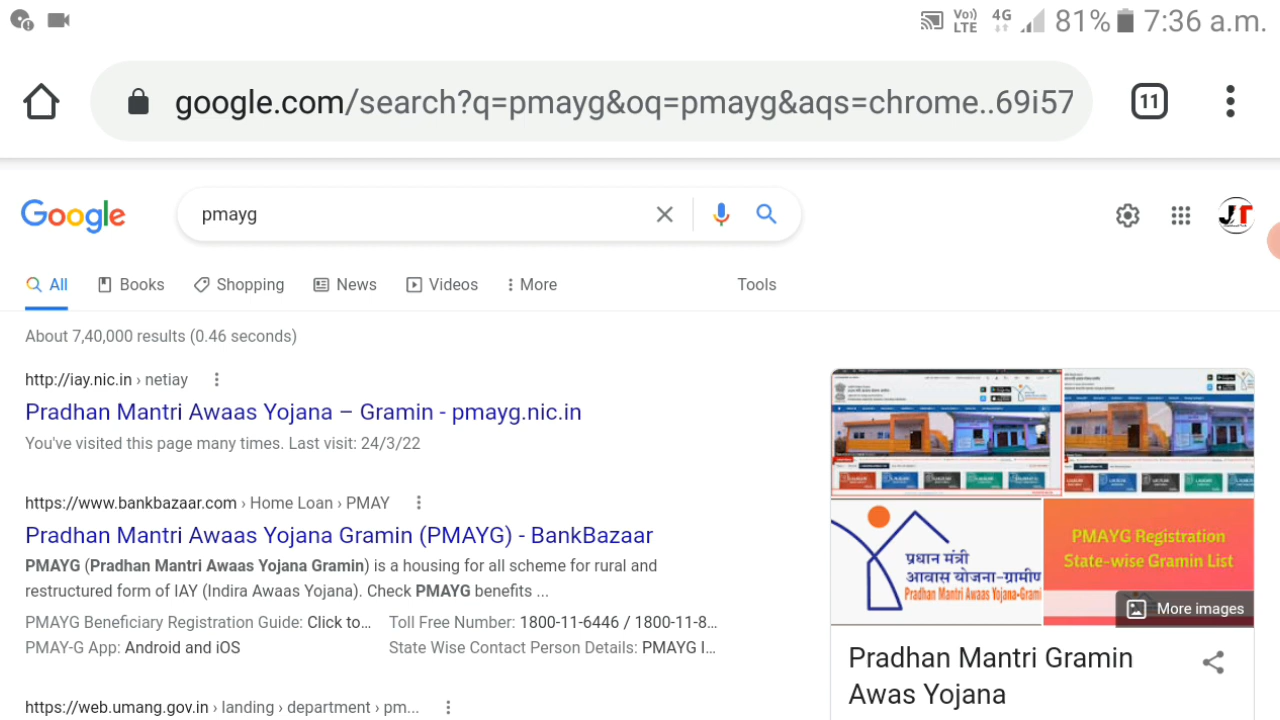 Vo)) 4G 81% 7:36 a.m.
LTE
google.com/search?q=pmayg&oq=pmayg&aqs=chrome..69i57
11
Google
pmayg
JT
All Books Shopping News Videos More Tools
About 7,40,000 results (0.46 seconds)
http://iay.nic.in › netiay
Pradhan Mantri Awaas Yojana – Gramin - pmayg.nic.in
You've visited this page many times. Last visit: 24/3/22
https://www.bankbazaar.com › Home Loan › PMAY
Pradhan Mantri Awaas Yojana Gramin (PMAYG) - BankBazaar
PMAYG (Pradhan Mantri Awaas Yojana Gramin) is a housing for all scheme for rural and
restructured form of IAY (Indira Awaas Yojana). Check PMAYG benefits ...
PMAYG Beneficiary Registration Guide: Click to... Toll Free Number: 1800-11-6446 / 1800-11-8...
PMAY-G App: Android and iOS State Wise Contact Person Details: PMAYG I...
https://web.umang.gov.in › landing › department › pm...
प्रधान मंत्री
आवास योजना-ग्रामीण
Pradhan Mantri Awaas Yojana-Grami
PMAYG Registration
State-wise Gramin List
More images
Pradhan Mantri Gramin
Awas Yojana